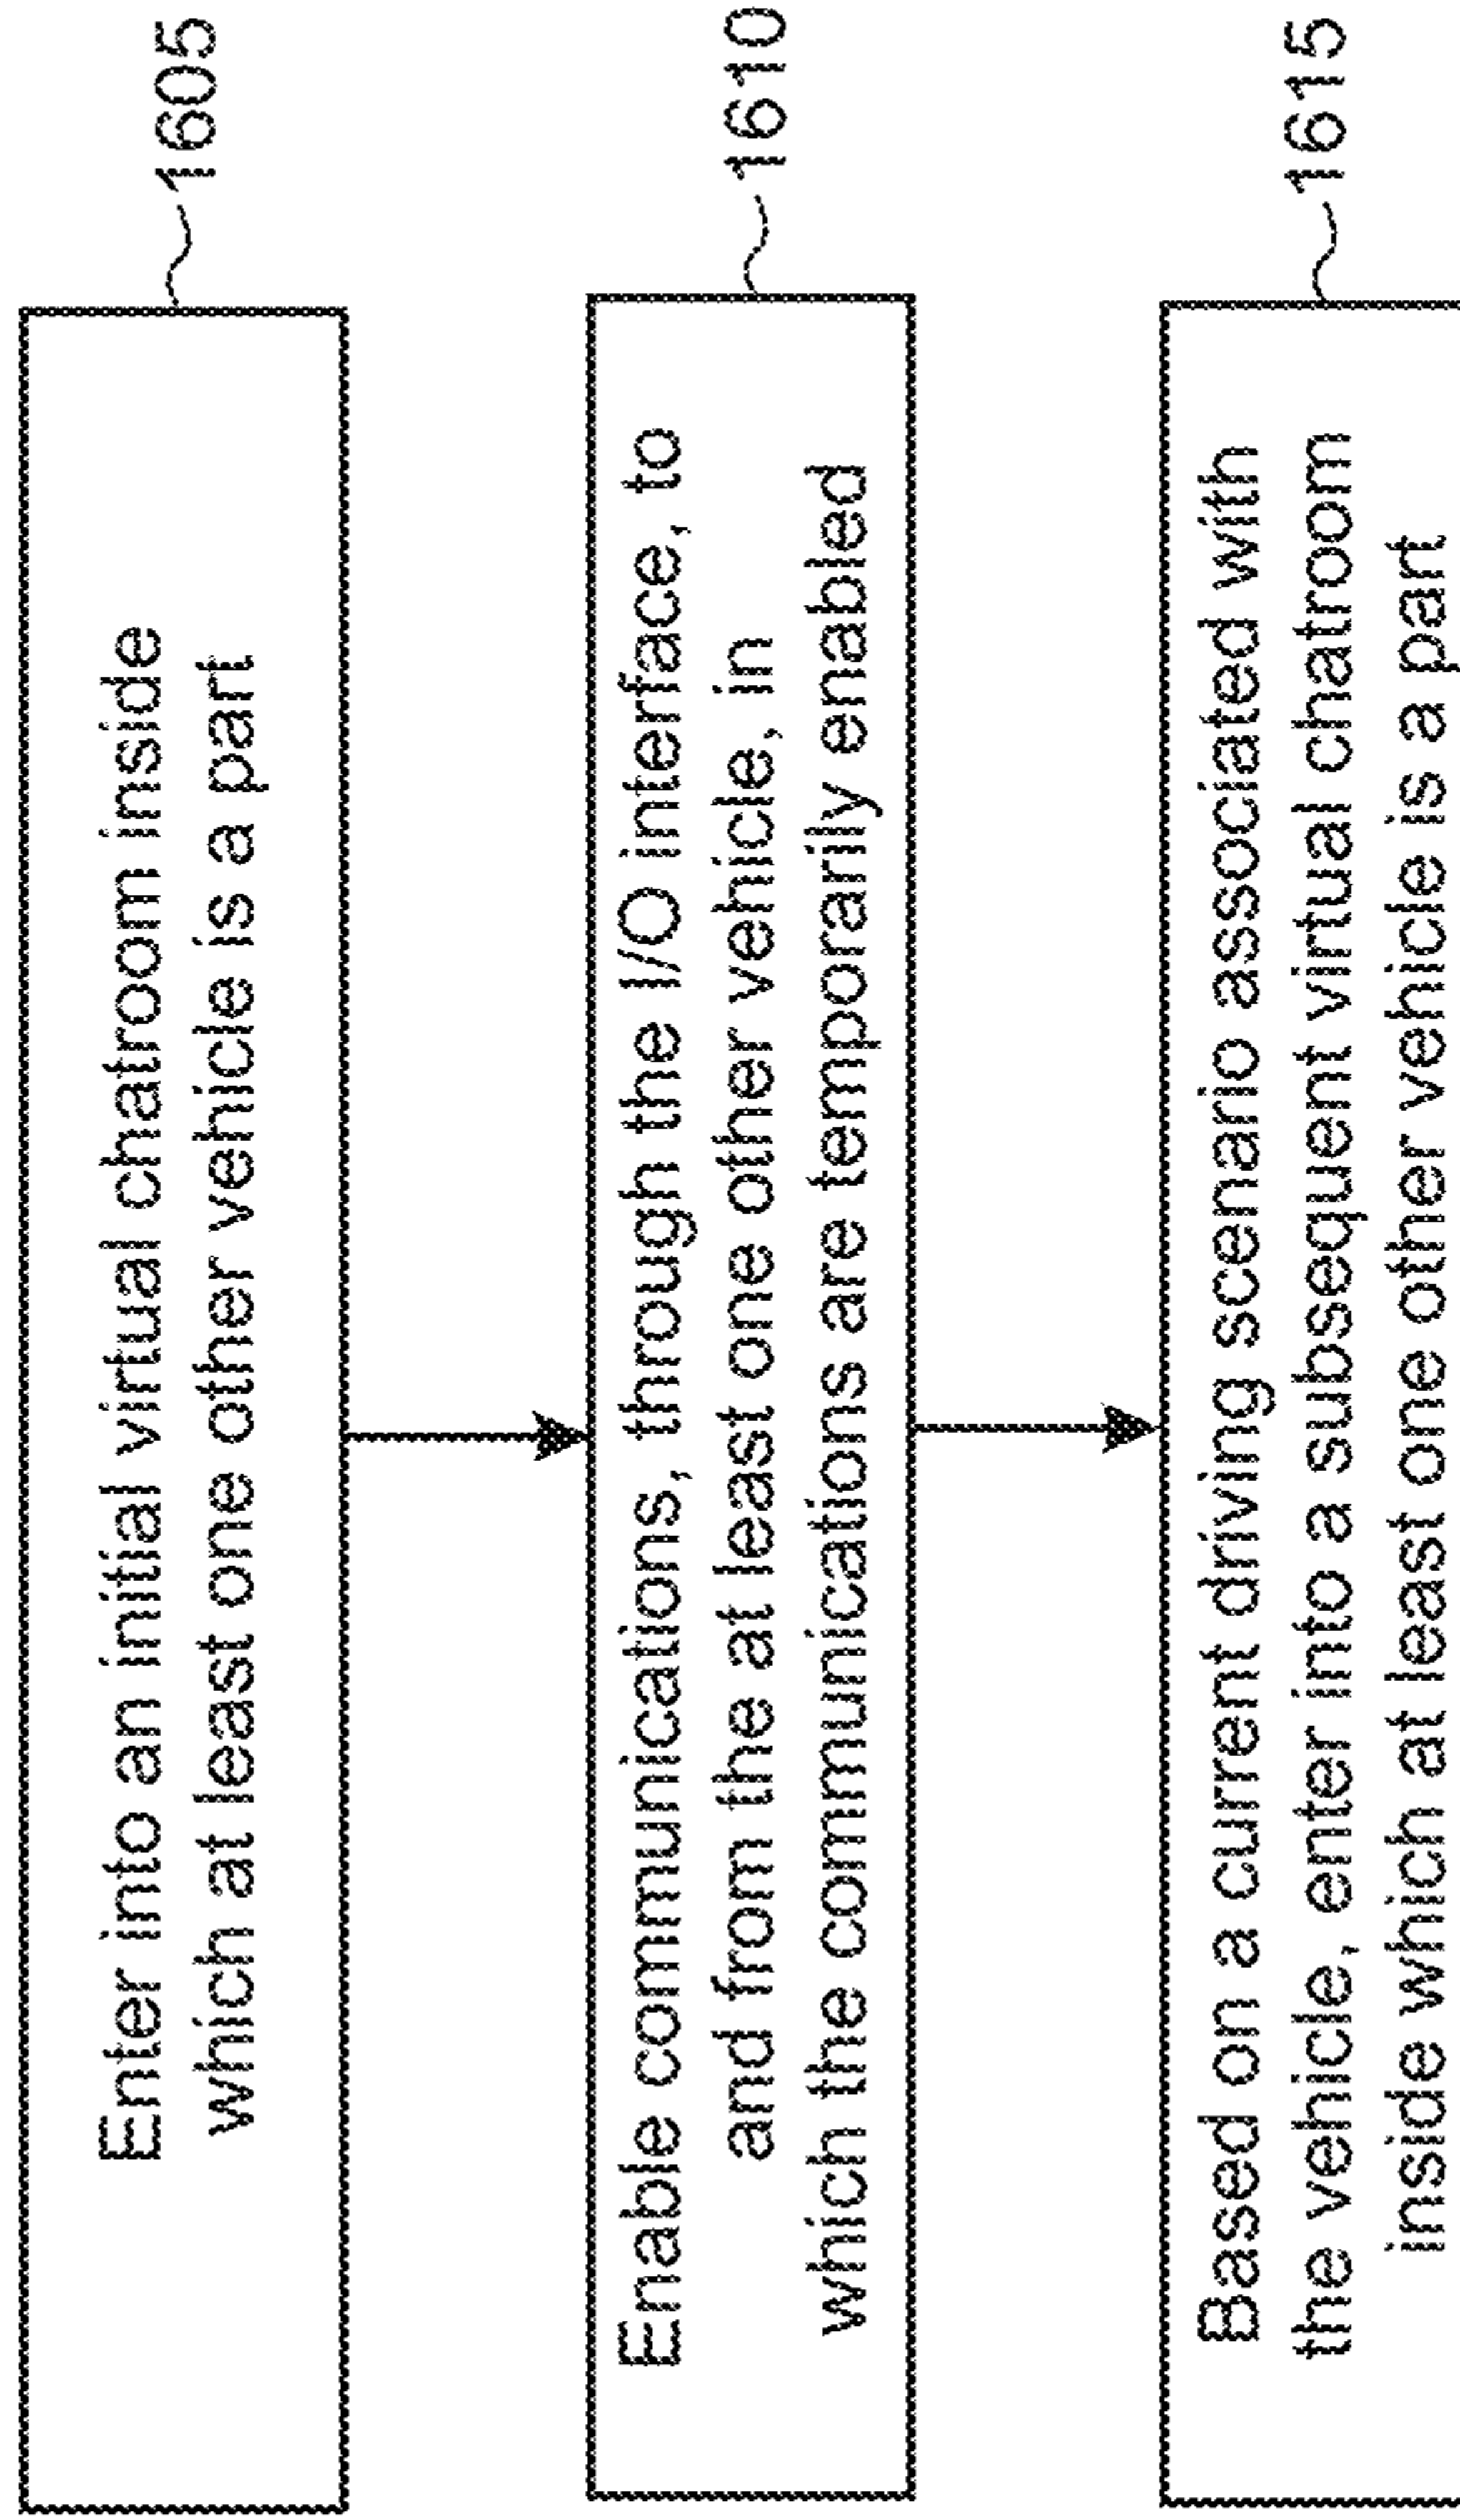 Enter into an initial virtual chatroom inside
which at least one other vehicle is a part
1605
Enable communications, through the I/O interface, to
and from the at least one other vehicle, in
which the communications are temporarily enabled
1610
Based on a current driving scenario associated with
the vehicle, enter into a subsequent virtual chatroom
inside which at least one other vehicle is a part
1615